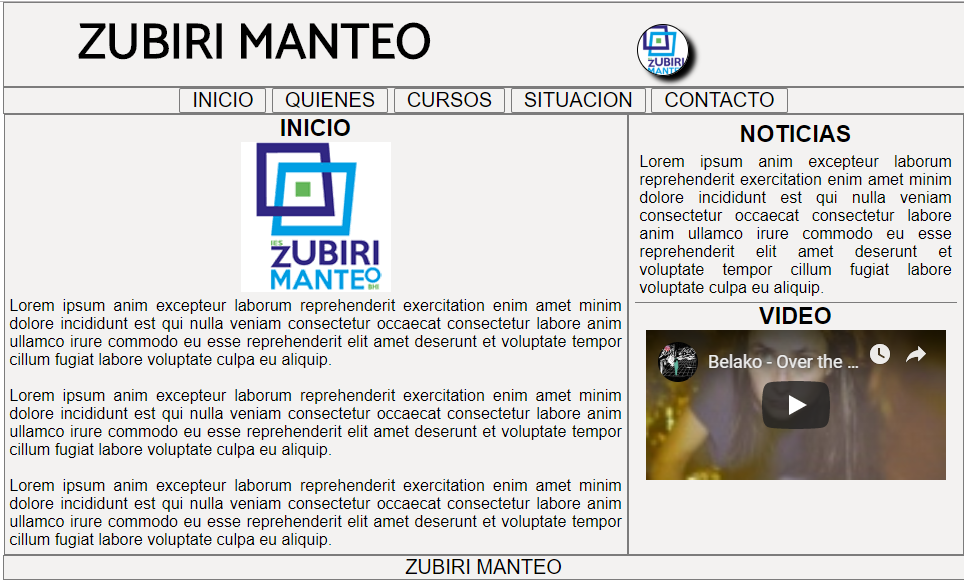 ZUBIRI MANTEO
ZUBIRI
MANTEO
INICIO QUIENES CURSOS SITUACION CONTACTO
INICIO
IES
ZUBIRI
MANTEO
BHI
Lorem ipsum anim excepteur laborum reprehenderit exercitation enim amet minim
dolore incididunt est qui nulla veniam consectetur occaecat consectetur labore anim
ullamco irure commodo eu esse reprehenderit elit amet deserunt et voluptate tempor
cillum fugiat labore voluptate culpa eu aliquip.
Lorem ipsum anim excepteur laborum reprehenderit exercitation enim amet minim
dolore incididunt est qui nulla veniam consectetur occaecat consectetur labore anim
ullamco irure commodo eu esse reprehenderit elit amet deserunt et voluptate tempor
cillum fugiat labore voluptate culpa eu aliquip.
Lorem ipsum anim excepteur laborum reprehenderit exercitation enim amet minim
dolore incididunt est qui nulla veniam consectetur occaecat consectetur labore anim
ullamco irure commodo eu esse reprehenderit elit amet deserunt et voluptate tempor
cillum fugiat labore voluptate culpa eu aliquip.
NOTICIAS
Lorem ipsum anim excepteur laborum
reprehenderit exercitation enim amet minim
dolore incididunt est qui nulla veniam
consectetur occaecat consectetur labore
anim ullamco irure commodo eu esse
reprehenderit elit amet deserunt et
voluptate tempor cillum fugiat labore
voluptate culpa eu aliquip.
VIDEO
Belako - Over the ...
ZUBIRI MANTEO